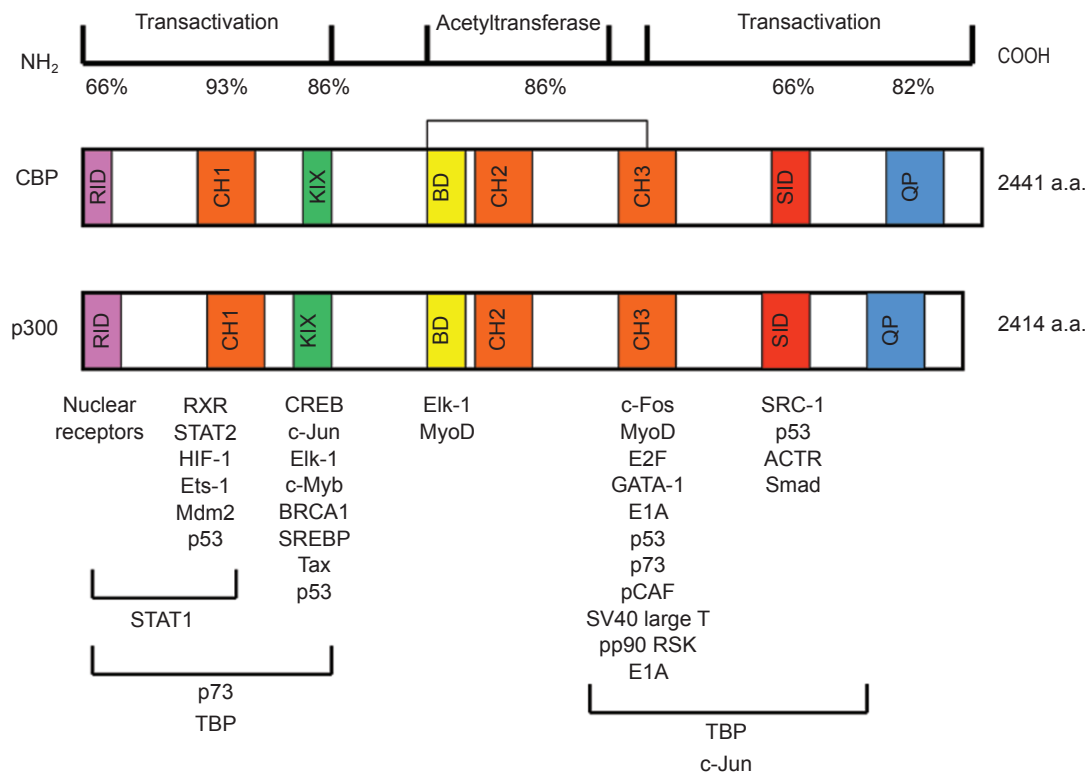 Transactivation Acetyltransferase Transactivation
NH₂ COOH
66% 93% 86% 86% 66% 82%
CBP RID CH1 KIX BD CH2 CH3 SID QP 2441 a.a.
p300 RID CH1 KIX BD CH2 CH3 SID QP 2414 a.a.
Nuclear
receptors
RXR
STAT2
HIF-1
Ets-1
Mdm2
p53
CREB
c-Jun
Elk-1
c-Myb
BRCA1
SREBP
Tax
p53
Elk-1
MyoD
c-Fos
MyoD
E2F
GATA-1
E1A
p53
p73
pCAF
SV40 large T
pp90 RSK
E1A
SRC-1
p53
ACTR
Smad
STAT1
p73
TBP
TBP
c-Jun